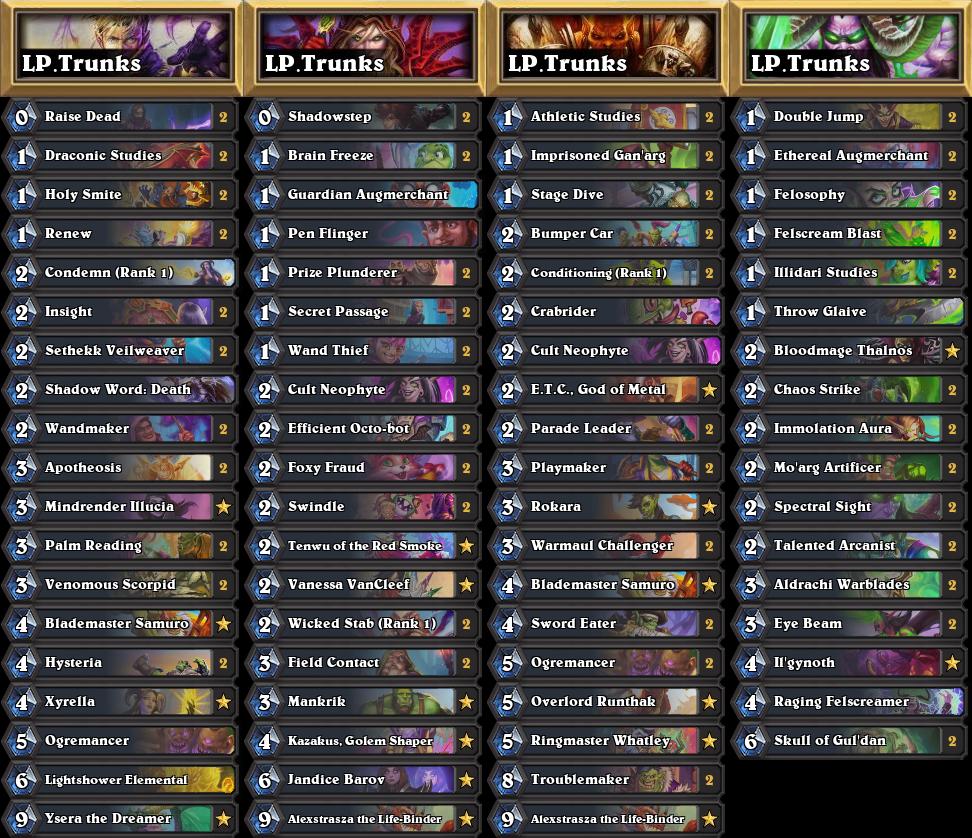 LP.Trunks
0 Raise Dead 2
1 Draconic Studies 2
1 Holy Smite 2
1 Renew 2
2 Condemn (Rank 1)
2 Insight 2
2 Sethekk Veilweaver 2
2 Shadow Word: Death
2 Wandmaker 2
3 Apotheosis 2
3 Mindrender Illucia
3 Palm Reading 2
3 Venomous Scorpid 2
4 Blademaster Samuro
4 Hysteria 2
4 Xyrella
5 Ogremancer
6 Lightshower Elemental
9 Ysera the Dreamer
LP.Trunks
0 Shadowstep 2
1 Brain Freeze 2
1 Guardian Augmerchant
1 Pen Flinger
1 Prize Plunderer 2
1 Secret Passage 2
1 Wand Thief 2
2 Cult Neophyte 2
2 Efficient Octo-bot 2
2 Foxy Fraud 2
2 Swindle 2
2 Tenwu of the Red Smoke
2 Vanessa VanCleef
2 Wicked Stab (Rank 1) 2
3 Field Contact 2
3 Mankrik
4 Kazakus, Golem Shaper
6 Jandice Barov
9 Alexstrasza the Life-Binder
LP.Trunks
1 Athletic Studies 2
1 Imprisoned Gan'arg 2
1 Stage Dive 2
2 Bumper Car 2
2 Conditioning (Rank 1) 2
2 Crabrider
2 Cult Neophyte
2 E.T.C., God of Metal
2 Parade Leader 2
3 Playmaker 2
3 Rokara
3 Warmaul Challenger 2
4 Blademaster Samuro
4 Sword Eater 2
5 Ogremancer 2
5 Overlord Runthak
5 Ringmaster Whatley
8 Troublemaker 2
9 Alexstrasza the Life-Binder
LP.Trunks
1 Double Jump 2
1 Ethereal Augmerchant 2
1 Felosophy 2
1 Felscream Blast 2
1 Illidari Studies 2
1 Throw Glaive
2 Bloodmage Thalnos
2 Chaos Strike 2
2 Immolation Aura 2
2 Mo'arg Artificer 2
2 Spectral Sight 2
2 Talented Arcanist 2
3 Aldrachi Warblades 2
3 Eye Beam 2
4 Il'gynoth
4 Raging Felscreamer
6 Skull of Gul'dan 2